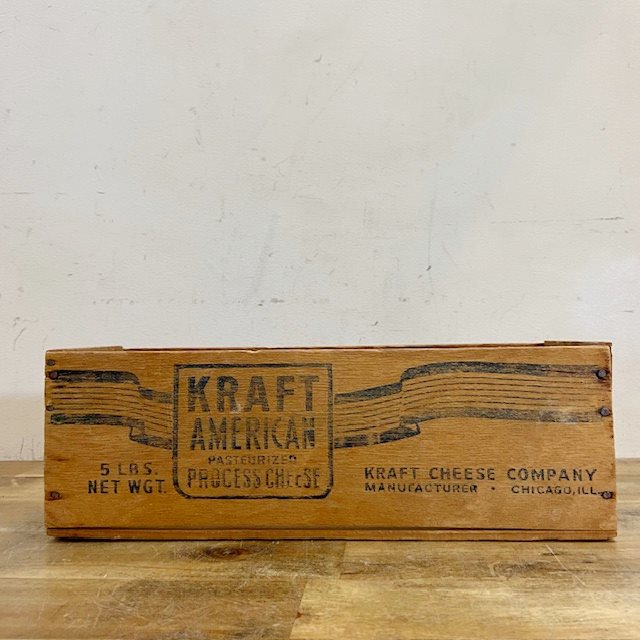 KRAFT
AMERICAN
PASTEURIZED
PROCESS CHEESE
5 LBS.
NET WGT.
KRAFT CHEESE COMPANY
MANUFACTURER · CHICAGO, ILL.